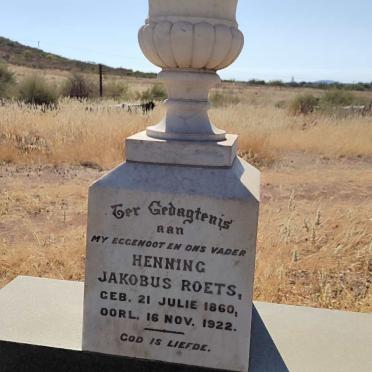 Ter Gedagtenis
aan
MY EGGENOOT EN ONS VADER
HENNING
JAKOBUS ROETS,
GEB. 21 JULIE 1860,
OORL. 16 NOV. 1922.
GOD IS LIEFDE.